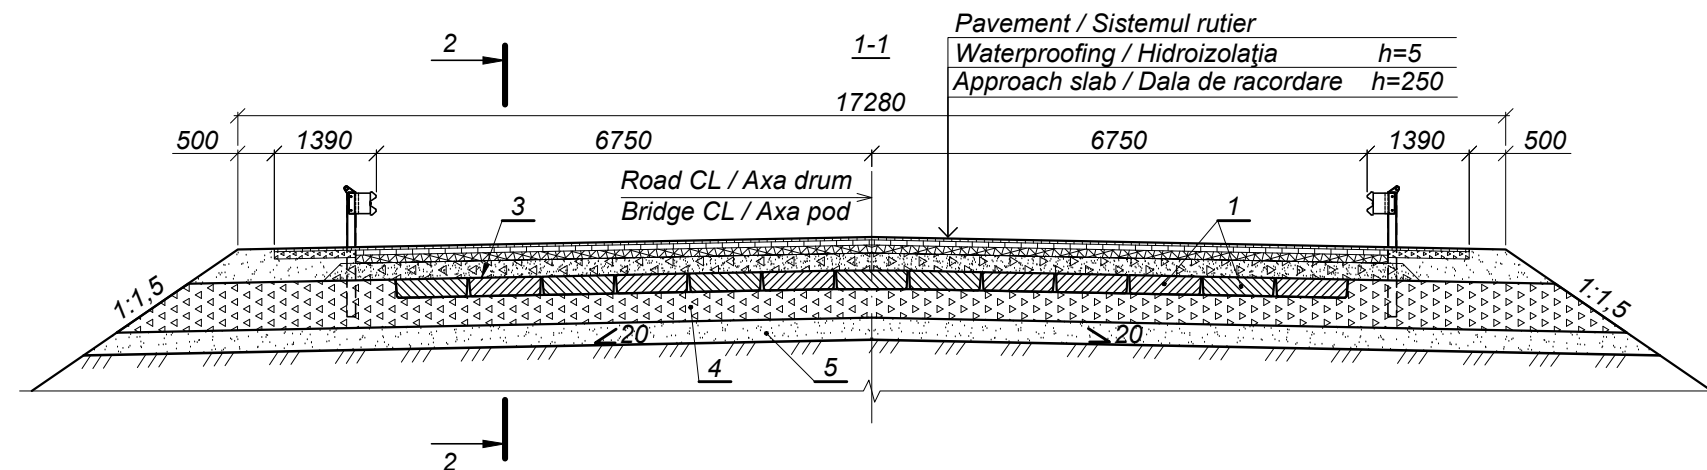 2
1-1
Pavement / Sistemul rutier
Waterproofing / Hidroizolaţia h=5
Approach slab / Dala de racordare h=250
17280
500 1390 6750 6750 1390 500
Road CL / Axa drum
Bridge CL / Axa pod
3
1
1:1,5
1:1,5
20
20
4
5
2